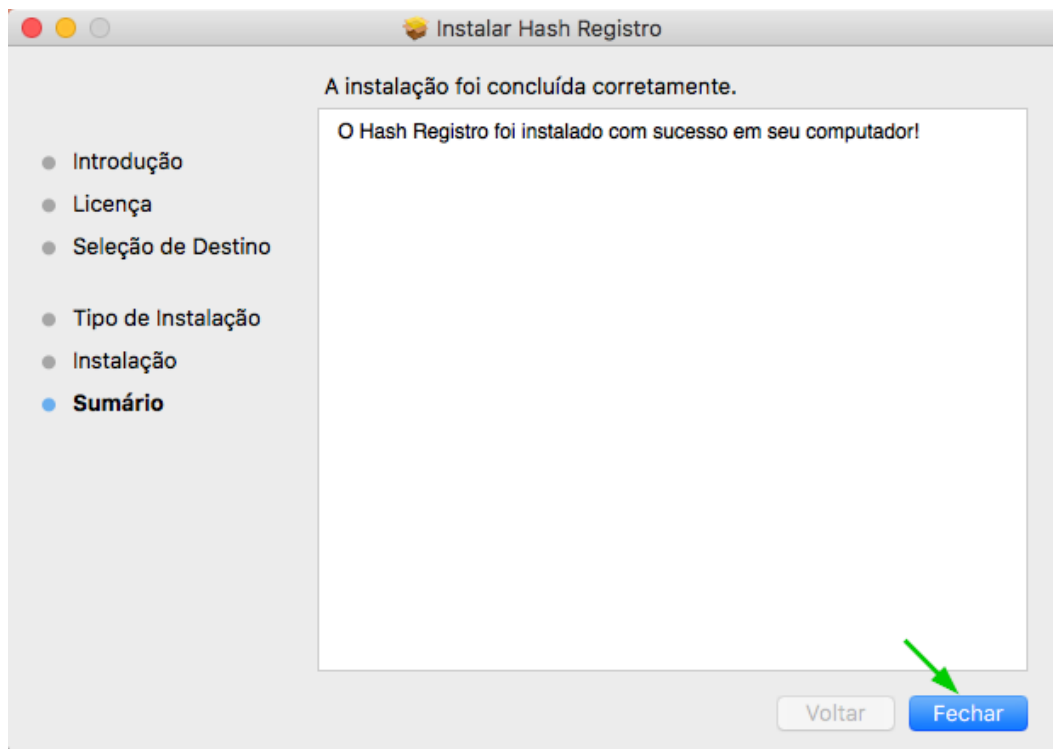 Instalar Hash Registro
A instalação foi concluída corretamente.
O Hash Registro foi instalado com sucesso em seu computador!
Introdução
Licença
Seleção de Destino
Tipo de Instalação
Instalação
Sumário
Voltar
Fechar